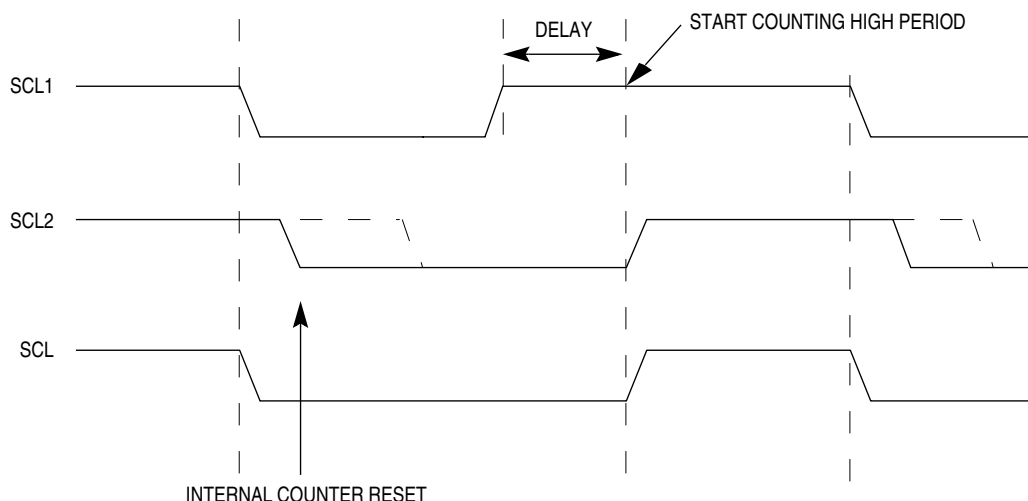 DELAY
START COUNTING HIGH PERIOD
SCL1
SCL2
SCL
INTERNAL COUNTER RESET